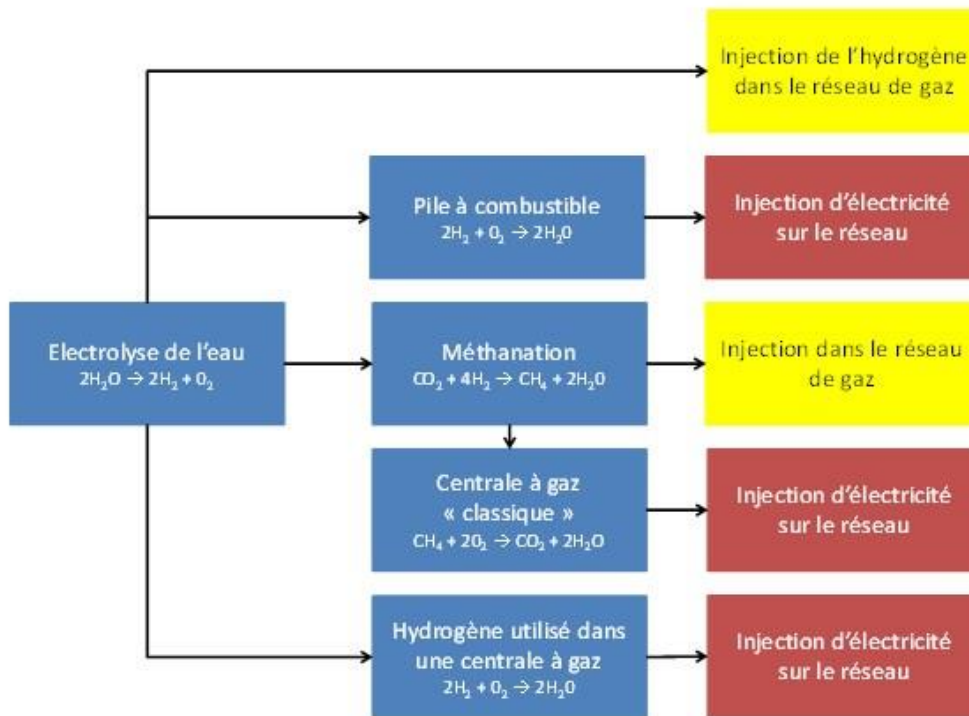 Injection de l'hydrogène
dans le réseau de gaz
Pile à combustible
2H₂ + O₂ → 2H₂0
Injection d'électricité
sur le réseau
Electrolyse de l'eau
2H₂O → 2H₂ + O₂
Méthanation
CO₂ + 4H₂ → CH₄ + 2H₂0
Injection dans le réseau
de gaz
Centrale à gaz
« classique »
CH₄ + 2O₂ → CO₂ + 2H₂O
Injection d'électricité
sur le réseau
Hydrogène utilisé dans
une centrale à gaz
2H₂ + O₂ → 2H₂0
Injection d'électricité
sur le réseau